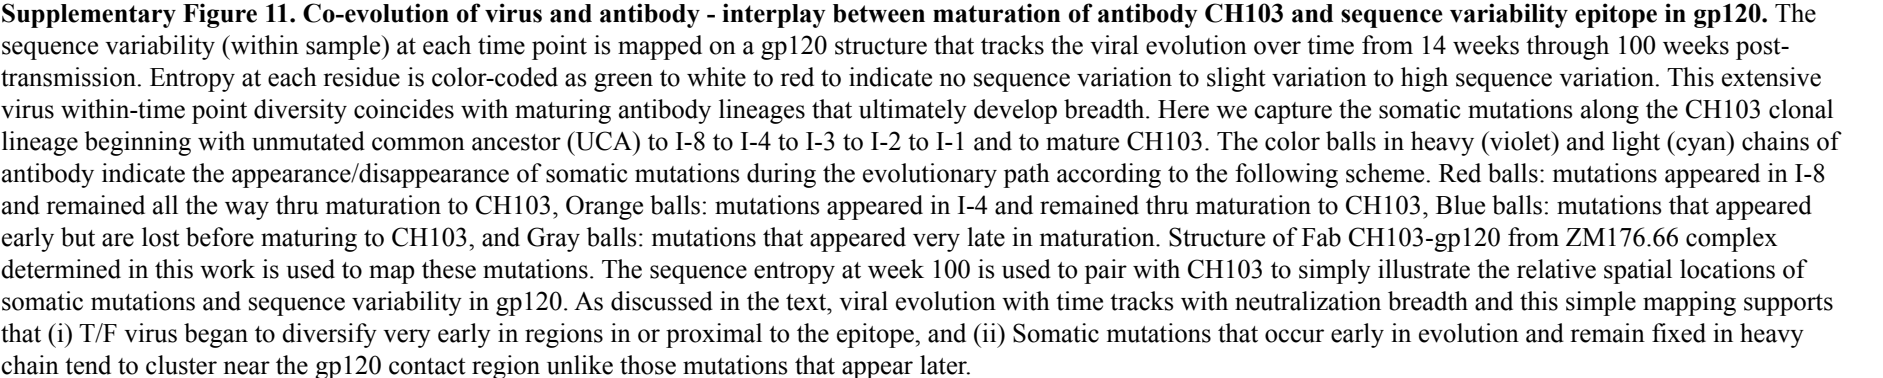 Supplementary Figure 11. Co-evolution of virus and antibody - interplay between maturation of antibody CH103 and sequence variability epitope in gp120. The
sequence variability (within sample) at each time point is mapped on a gp120 structure that tracks the viral evolution over time from 14 weeks through 100 weeks post-
transmission. Entropy at each residue is color-coded as green to white to red to indicate no sequence variation to slight variation to high sequence variation. This extensive
virus within-time point diversity coincides with maturing antibody lineages that ultimately develop breadth. Here we capture the somatic mutations along the CH103 clonal
lineage beginning with unmutated common ancestor (UCA) to I-8 to I-4 to I-3 to I-2 to I-1 and to mature CH103. The color balls in heavy (violet) and light (cyan) chains of
antibody indicate the appearance/disappearance of somatic mutations during the evolutionary path according to the following scheme. Red balls: mutations appeared in I-8
and remained all the way thru maturation to CH103, Orange balls: mutations appeared in I-4 and remained thru maturation to CH103, Blue balls: mutations that appeared
early but are lost before maturing to CH103, and Gray balls: mutations that appeared very late in maturation. Structure of Fab CH103-gp120 from ZM176.66 complex
determined in this work is used to map these mutations. The sequence entropy at week 100 is used to pair with CH103 to simply illustrate the relative spatial locations of
somatic mutations and sequence variability in gp120. As discussed in the text, viral evolution with time tracks with neutralization breadth and this simple mapping supports
that (i) T/F virus began to diversify very early in regions in or proximal to the epitope, and (ii) Somatic mutations that occur early in evolution and remain fixed in heavy
chain tend to cluster near the gp120 contact region unlike those mutations that appear later.